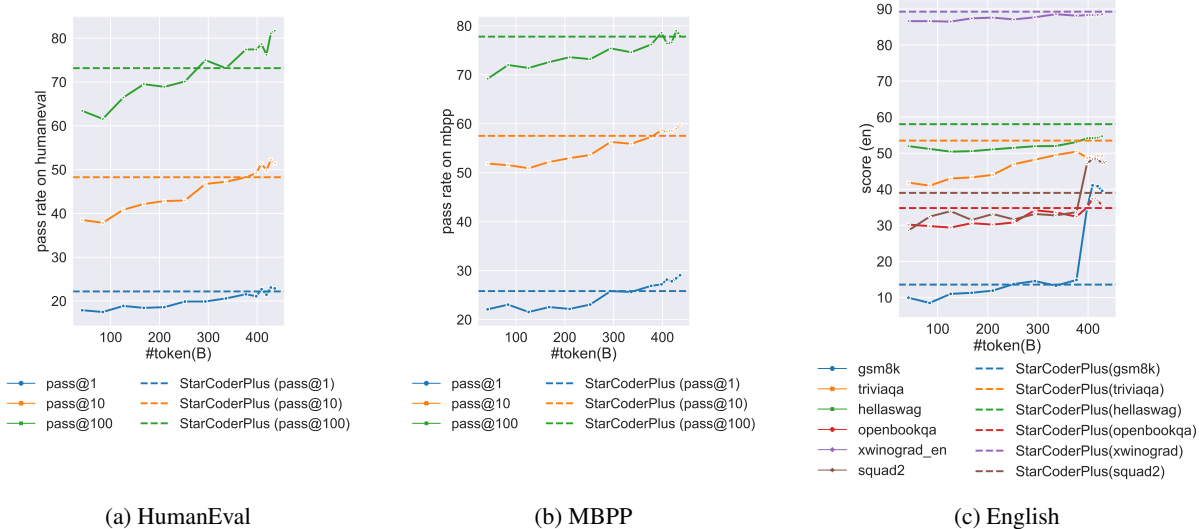 pass rate on humaneval
80
70
60
50
40
30
20
100 200 300 400
#token(B)
pass@1 StarCoderPlus (pass@1)
pass@10 StarCoderPlus (pass@10)
pass@100 StarCoderPlus (pass@100)
(a) HumanEval
pass rate on mbpp
80
70
60
50
40
30
20
100 200 300 400
#token(B)
pass@1 StarCoderPlus (pass@1)
pass@10 StarCoderPlus (pass@10)
pass@100 StarCoderPlus (pass@100)
(b) MBPP
score (en)
90
80
70
60
50
40
30
20
10
100 200 300 400
#token(B)
gsm8k StarCoderPlus(gsm8k)
triviaqa StarCoderPlus(triviaqa)
hellaswag StarCoderPlus(hellaswag)
openbookqa StarCoderPlus(openbookqa)
xwinograd_en StarCoderPlus(xwinograd)
squad2 StarCoderPlus(squad2)
(c) English